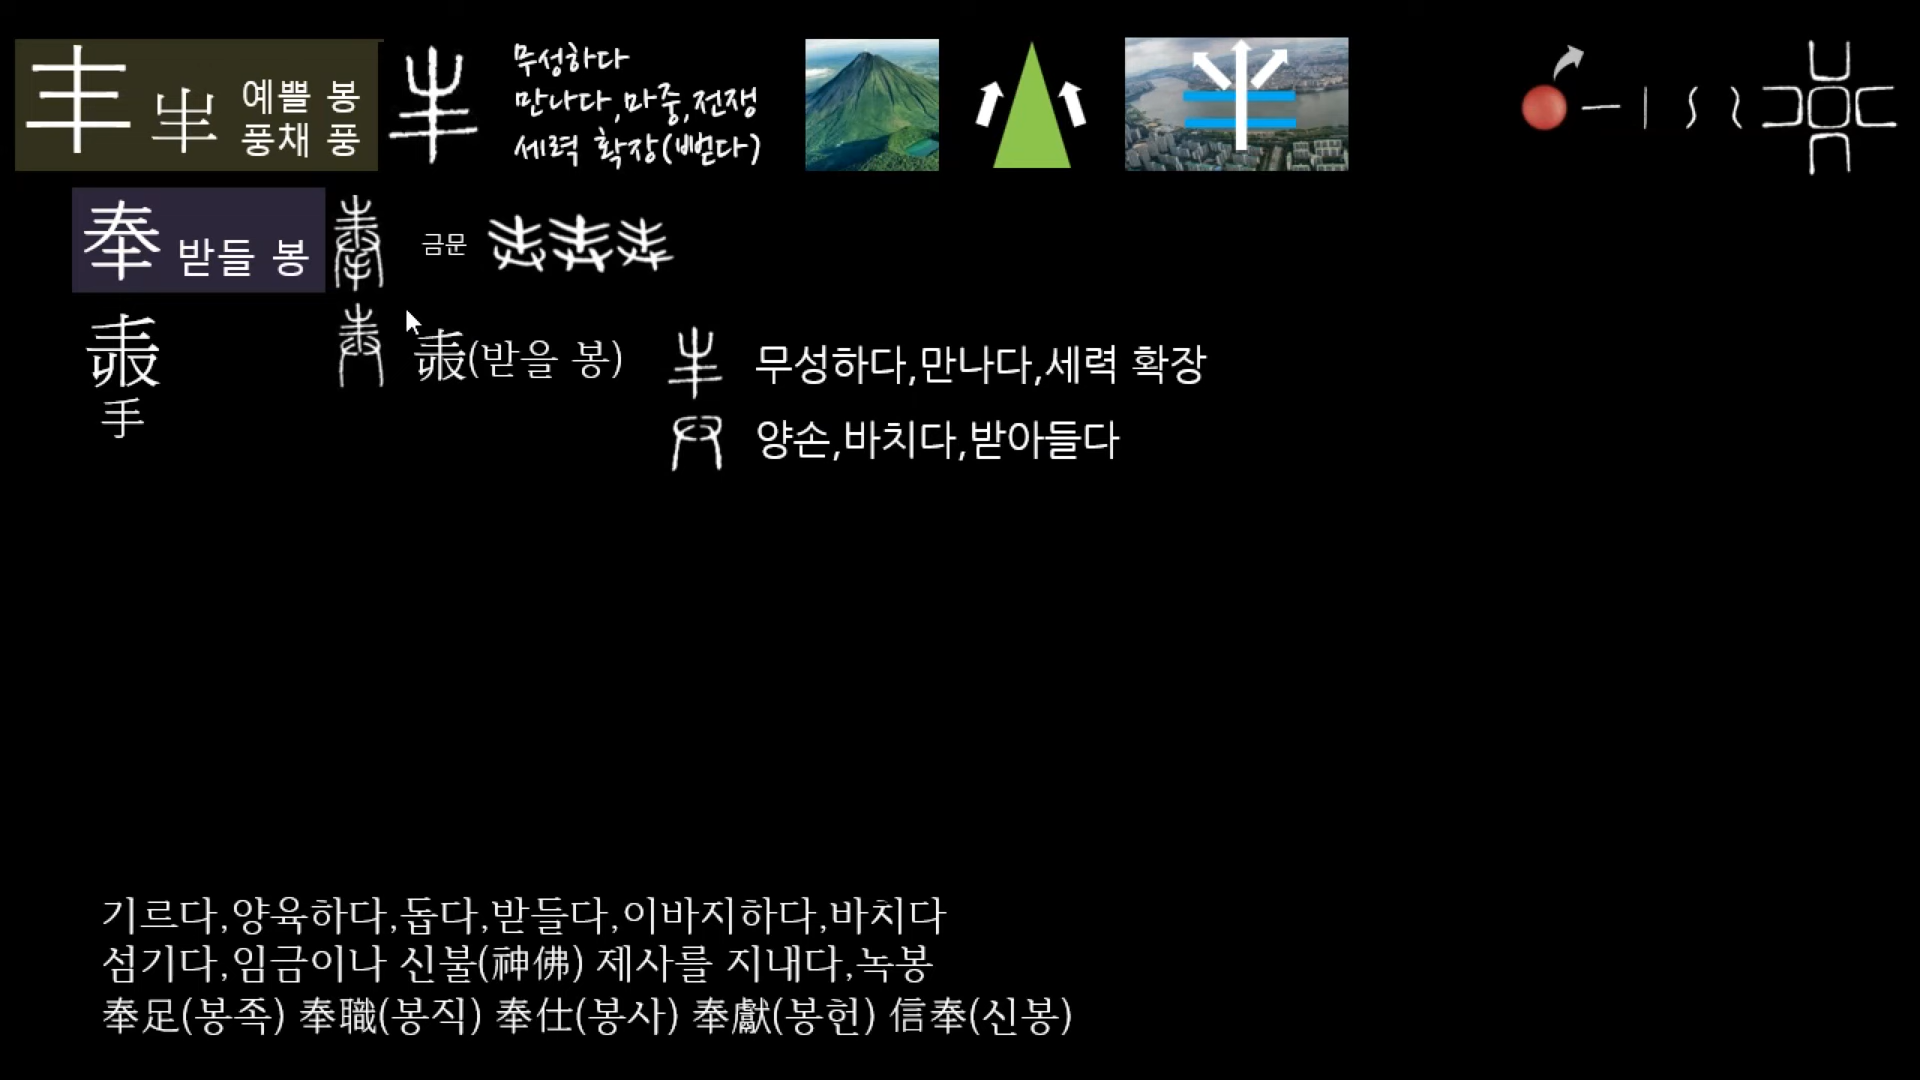 丰 예쁠 봉
풍채 풍
무성하다
만나다,마중,전쟁
세력 확장(뻗다)
奉 받들 봉
금문
手
(받을 봉)
무성하다,만나다,세력 확장
양손,바치다,받아들다
기르다,양육하다,돕다,받들다,이바지하다,바치다
섬기다,임금이나 신불(神佛) 제사를 지내다,녹봉
奉足(봉족) 奉職(봉직) 奉仕(봉사) 奉獻(봉헌) 信奉(신봉)